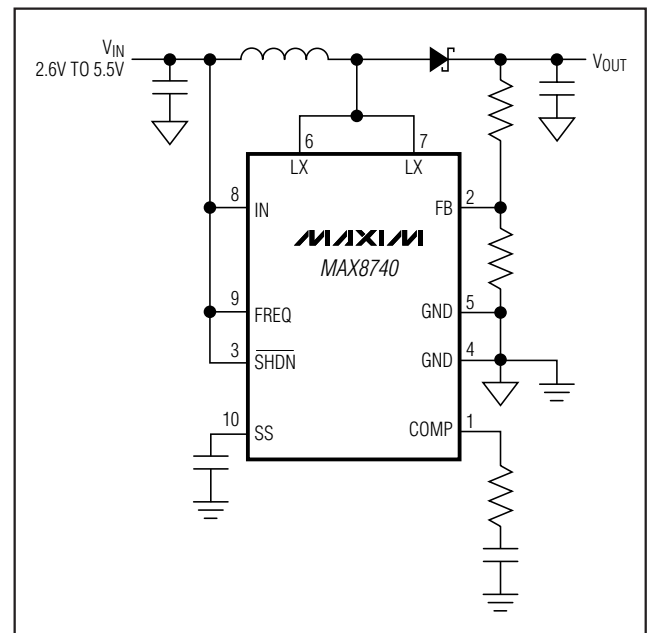 VIN
2.6V TO 5.5V
VOUT
6
7
LX
LX
8
IN
2
FB
MAXIM
MAX8740
9
FREQ
5
GND
3
SHDN
4
GND
10
SS
1
COMP